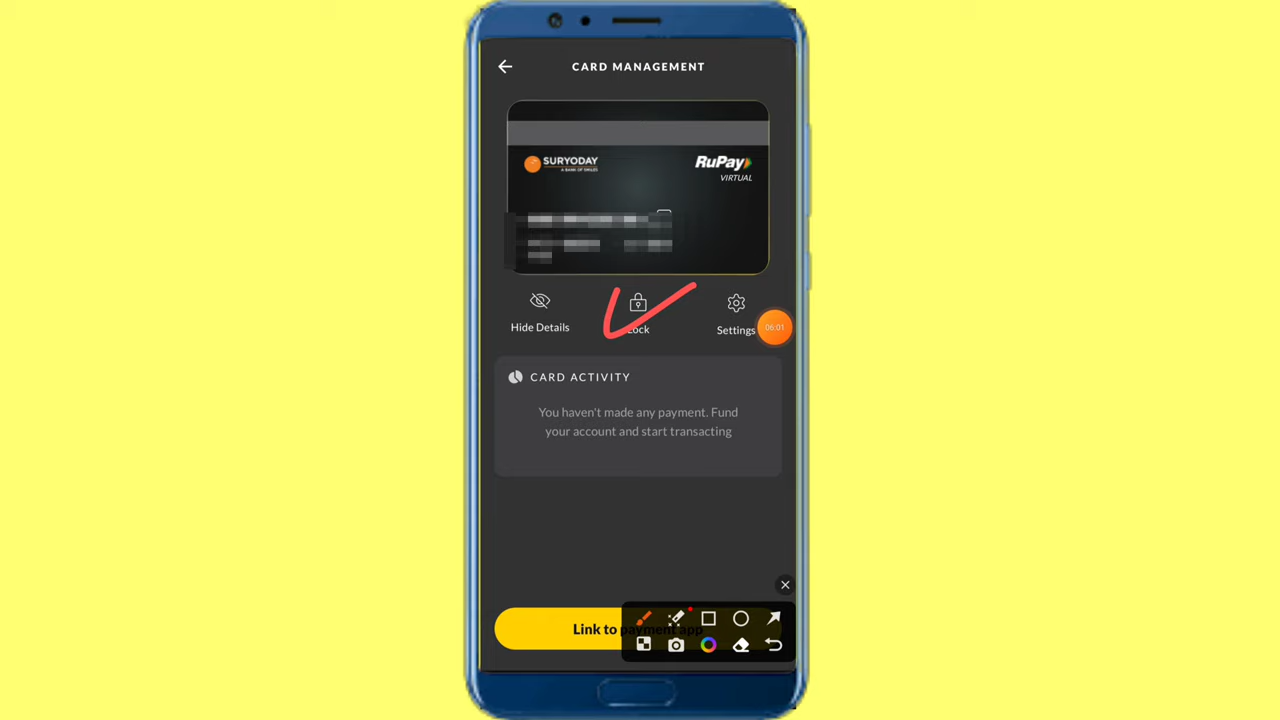 CARD MANAGEMENT
SURYODAY
A BANK OF SMILES
RuPay
VIRTUAL
Hide Details
Lock
Settings
06:01
CARD ACTIVITY
You haven't made any payment. Fund
your account and start transacting
Link to payment app